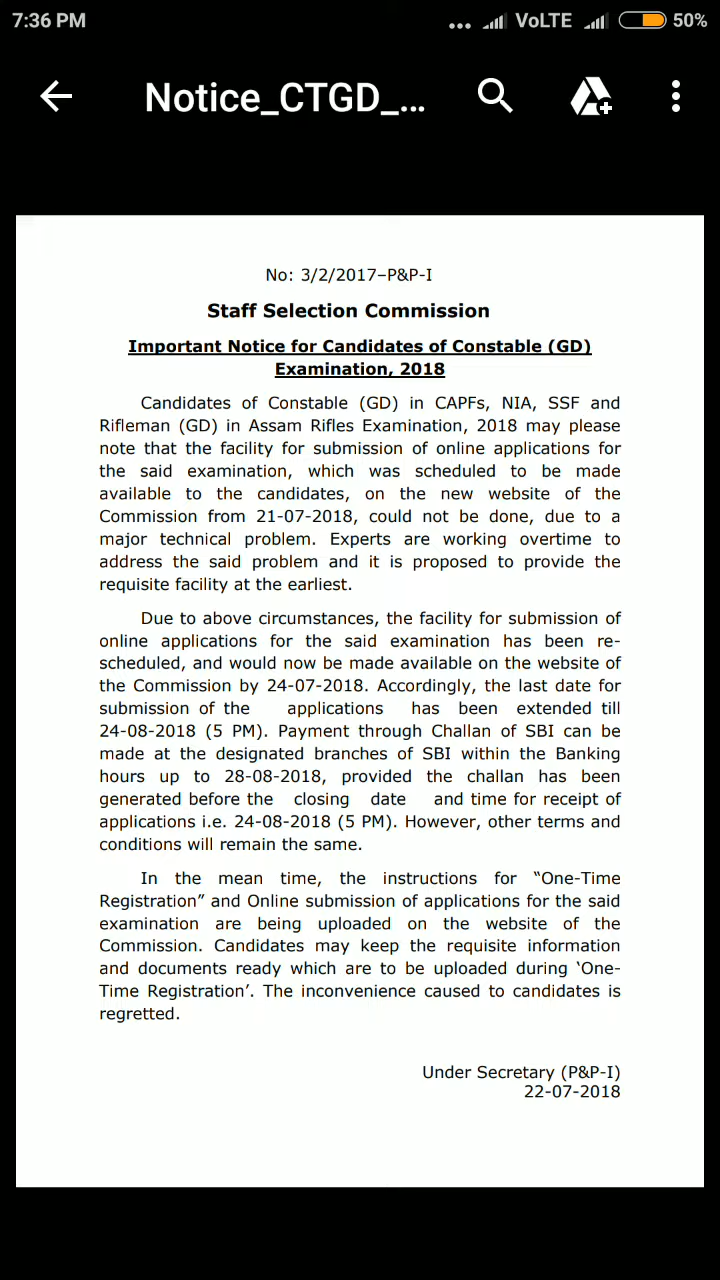 7:36 PM ... VoLTE 50%
Notice_CTGD_...
No: 3/2/2017–P&P-I
Staff Selection Commission
Important Notice for Candidates of Constable (GD)
Examination, 2018
Candidates of Constable (GD) in CAPFs, NIA, SSF and
Rifleman (GD) in Assam Rifles Examination, 2018 may please
note that the facility for submission of online applications for
the said examination, which was scheduled to be made
available to the candidates, on the new website of the
Commission from 21-07-2018, could not be done, due to a
major technical problem. Experts are working overtime to
address the said problem and it is proposed to provide the
requisite facility at the earliest.
Due to above circumstances, the facility for submission of
online applications for the said examination has been re-
scheduled, and would now be made available on the website of
the Commission by 24-07-2018. Accordingly, the last date for
submission of the applications has been extended till
24-08-2018 (5 PM). Payment through Challan of SBI can be
made at the designated branches of SBI within the Banking
hours up to 28-08-2018, provided the challan has been
generated before the closing date and time for receipt of
applications i.e. 24-08-2018 (5 PM). However, other terms and
conditions will remain the same.
In the mean time, the instructions for “One-Time
Registration” and Online submission of applications for the said
examination are being uploaded on the website of the
Commission. Candidates may keep the requisite information
and documents ready which are to be uploaded during ‘One-
Time Registration’. The inconvenience caused to candidates is
regretted.
Under Secretary (P&P-I)
22-07-2018